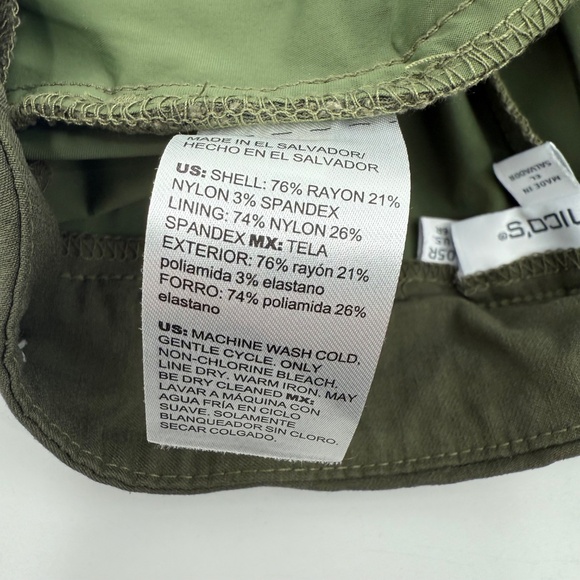 MADE IN EL SALVADOR/
HECHO EN EL SALVADOR
US: SHELL: 76% RAYON 21%
NYLON 3% SPANDEX
LINING: 74% NYLON 26%
SPANDEX MX: TELA
EXTERIOR: 76% rayón 21%
poliamida 3% elastano
FORRO: 74% poliamida 26%
elastano
US: MACHINE WASH COLD,
GENTLE CYCLE. ONLY
NON-CHLORINE BLEACH.
LINE DRY. WARM IRON. MAY
BE DRY CLEANED MX:
LAVAR A MÁQUINA CON
AGUA FRÍA EN CICLO
SUAVE. SOLAMENTE
BLANQUEADOR SIN CLORO.
SECAR COLGADO.
MADE IN
EL
SALVADOR
ICO'S®